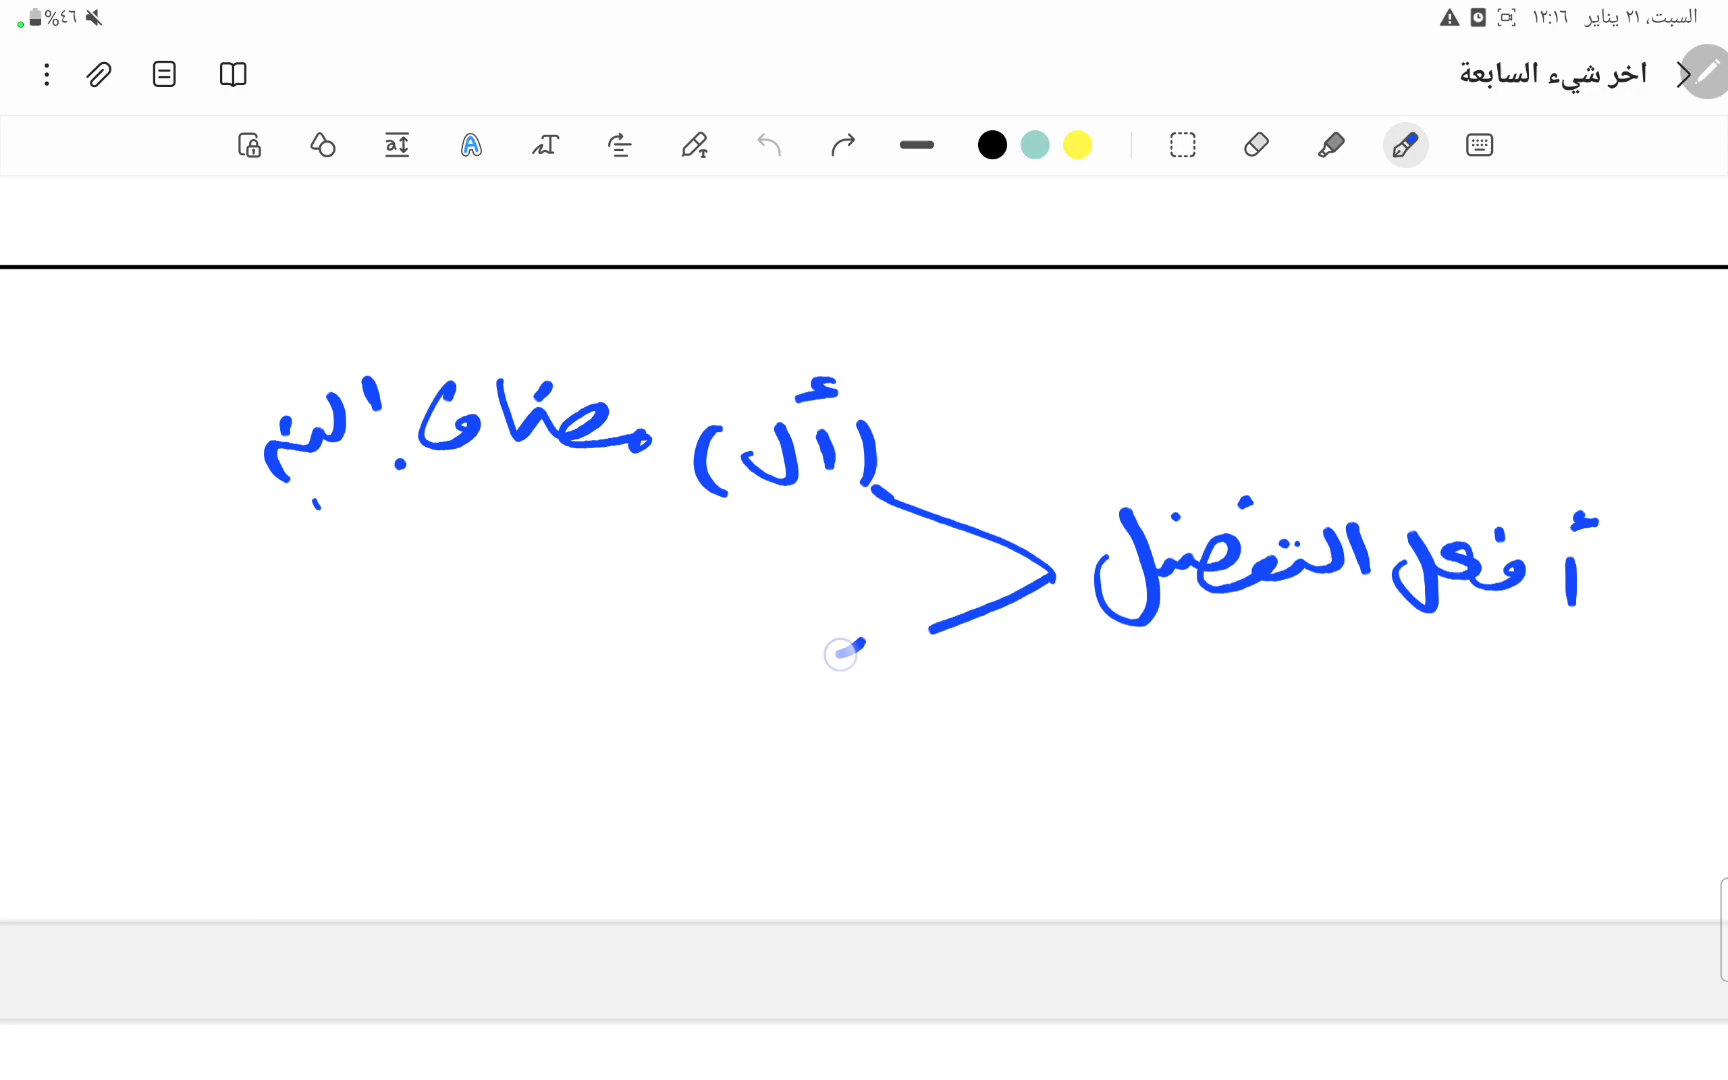 السبت، ٢١ يناير ١٢:١٦
%٤٦
اخر شيء السابعة
(أل) مضاف إليه
أفعل التفضيل